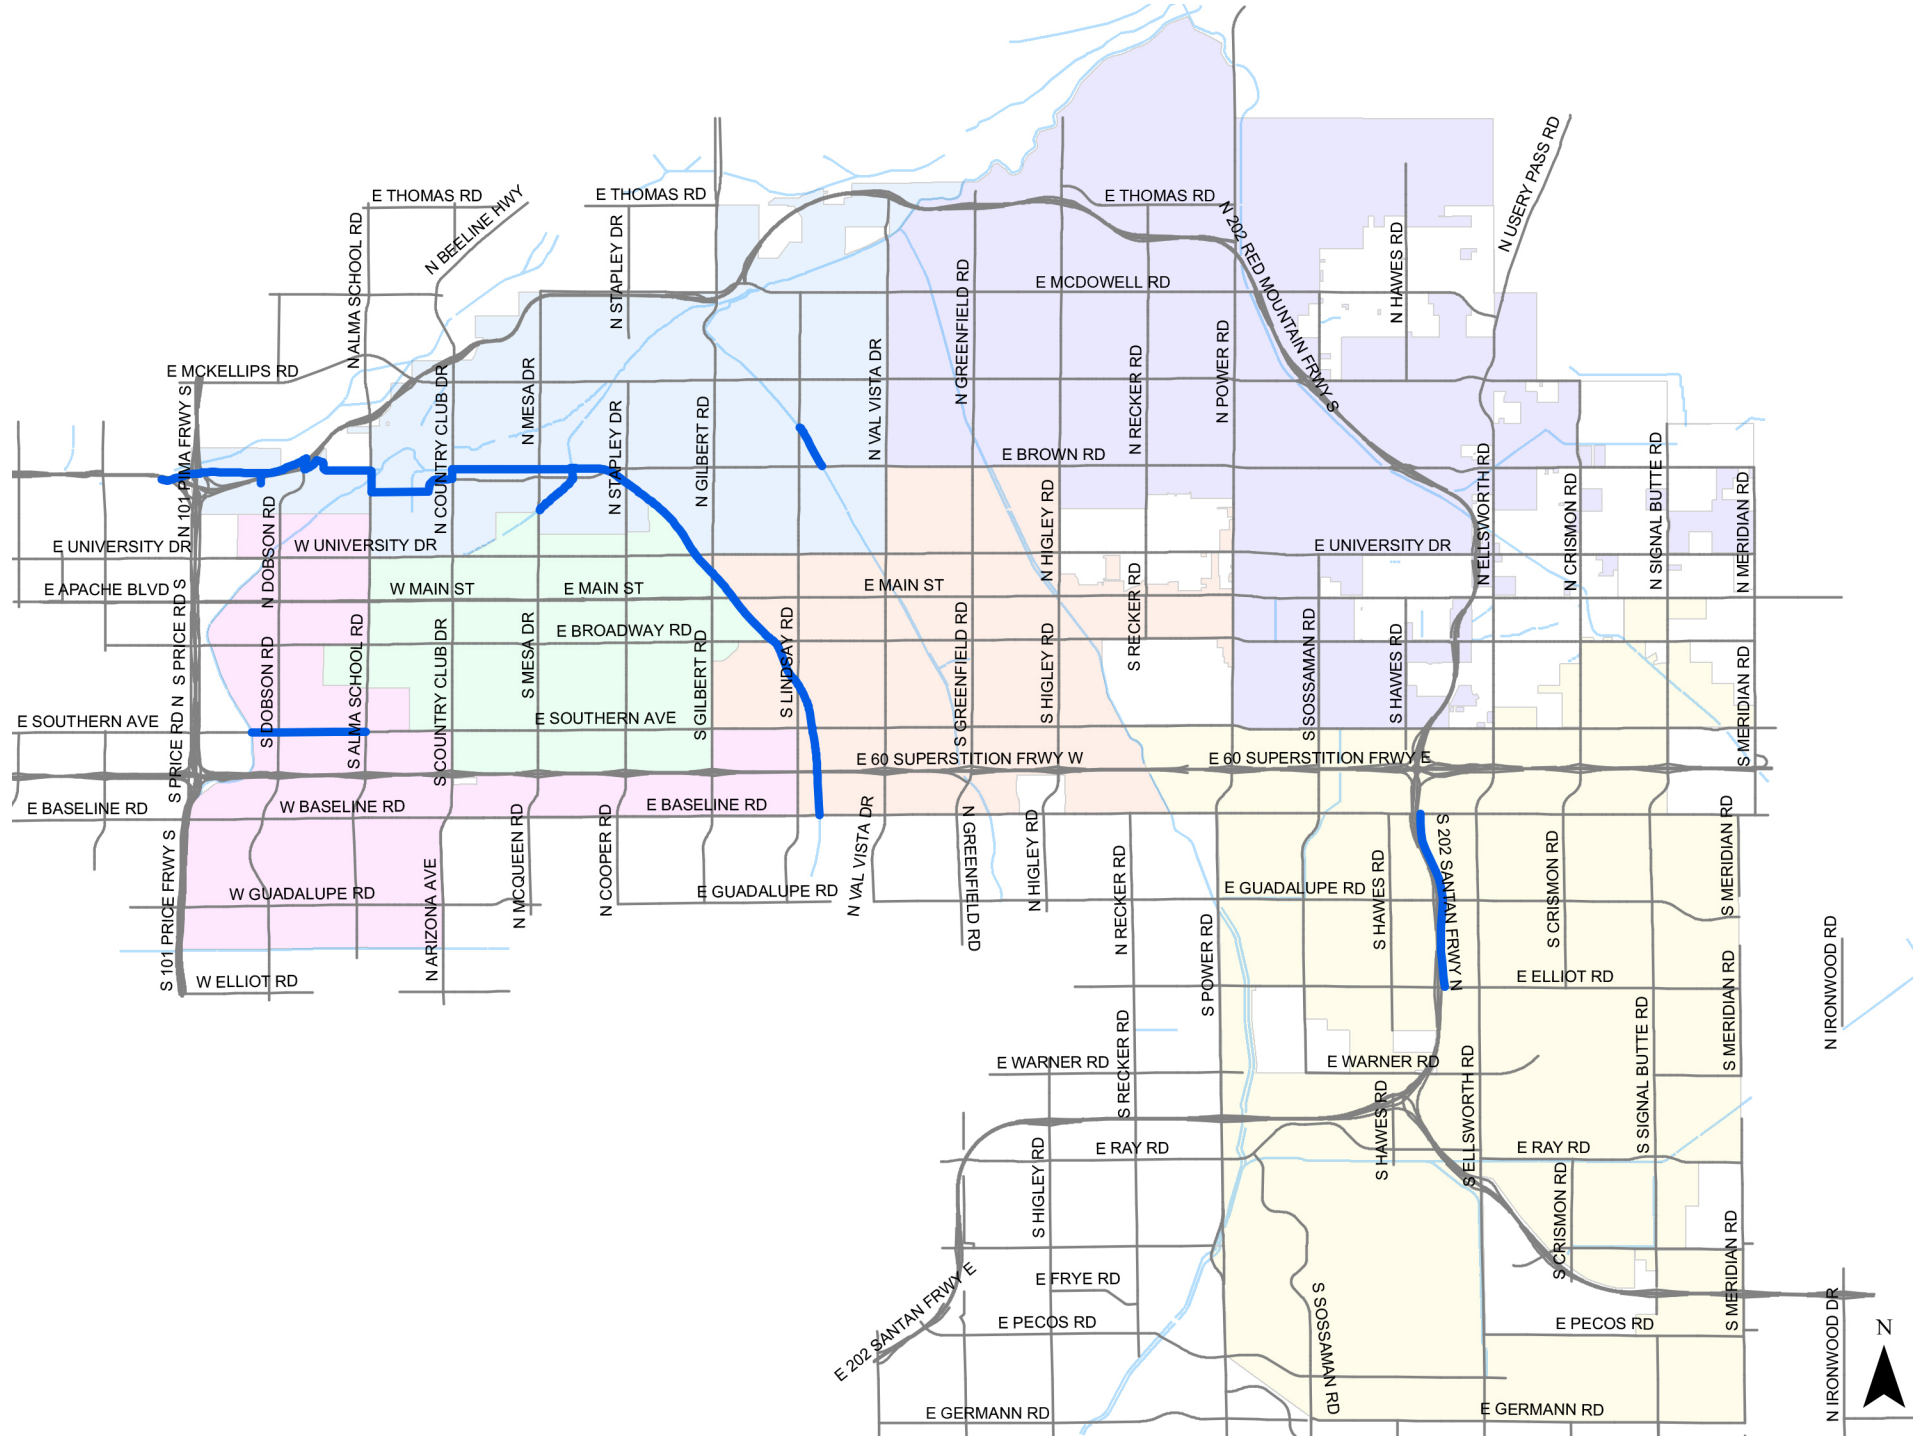 E THOMAS RD
E THOMAS RD
E THOMAS RD
N ALMA SCHOOL RD
N BEELINE HWY
N STAPLEY DR
N 202 RED MOUNTAIN FRWY S
N HAWES RD
N USERY PASS RD
E MCDOWELL RD
N GREENFIELD RD
E MCKELLIPS RD
N 101 PIMA FRWY S
N COUNTRY CLUB DR
N MESA DR
N STAPLEY DR
N GILBERT RD
N VAL VISTA DR
N RECKER RD
N POWER RD
E BROWN RD
N HIGLEY RD
N ELLSWORTH RD
N CRISMON RD
N SIGNAL BUTTE RD
N MERIDIAN RD
N DOBSON RD
E UNIVERSITY DR
W UNIVERSITY DR
E UNIVERSITY DR
E APACHE BLVD
W MAIN ST
E MAIN ST
E MAIN ST
S PRICE RD N
S PRICE RD S
E BROADWAY RD
S DOBSON RD
S ALMA SCHOOL RD
S COUNTRY CLUB DR
S MESA DR
S GILBERT RD
S LINDSAY RD
S GREENFIELD RD
S HIGLEY RD
S RECKER RD
S SOSSAMAN RD
S HAWES RD
S MERIDIAN RD
E SOUTHERN AVE
E SOUTHERN AVE
E 60 SUPERSTITION FRWY W
E 60 SUPERSTITION FRWY E
E BASELINE RD
W BASELINE RD
E BASELINE RD
S 101 PRICE FRWY S
W GUADALUPE RD
N ARIZONA AVE
N MCQUEEN RD
N COOPER RD
E GUADALUPE RD
N VAL VISTA DR
N GREENFIELD RD
N HIGLEY RD
N RECKER RD
S POWER RD
E GUADALUPE RD
S HAWES RD
S 202 SANTAN FRWY N
S CRISMON RD
S MERIDIAN RD
W ELLIOT RD
E ELLIOT RD
S MERIDIAN RD
N IRONWOOD RD
E WARNER RD
S RECKER RD
E WARNER RD
S HAWES RD
S ELLSWORTH RD
S SIGNAL BUTTE RD
S HIGLEY RD
E RAY RD
E RAY RD
S CRISMON RD
S MERIDIAN RD
E 202 SANTAN FRWY E
E FRYE RD
E PECOS RD
S SOSSAMAN RD
E PECOS RD
N IRONWOOD DR
N
E GERMANN RD
E GERMANN RD